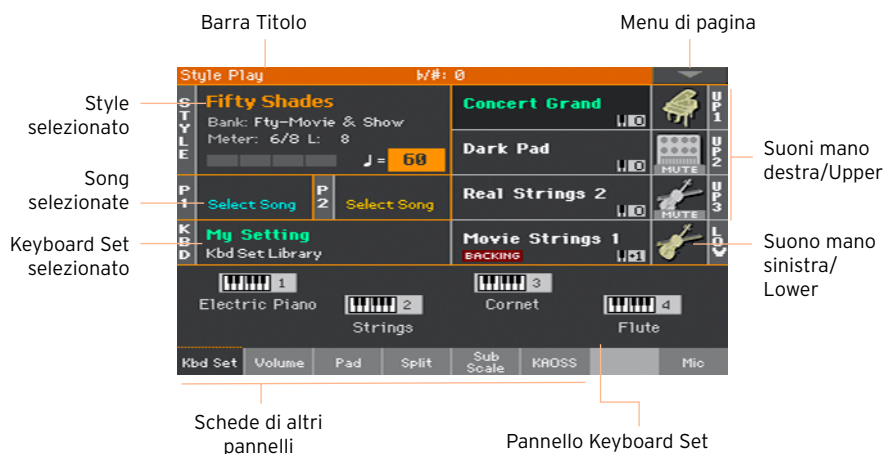 Barra Titolo
Menu di pagina
Style Play
♭/#: 0
Style
selezionato
STYLE
Fifty Shades
Bank: Fty-Movie & Show
Meter: 6/8 L: 8
♩= 60
Concert Grand
0
UP1
Dark Pad
0
MUTE
UP2
Real Strings 2
0
MUTE
UP3
Suoni mano
destra/Upper
Song
selezionate
P1
Select Song
P2
Select Song
Keyboard Set
selezionato
KBD
My Setting
Kbd Set Library
Movie Strings 1
BACKING
+1
LOW
Suono mano
sinistra/
Lower
1
Electric Piano
2
Strings
3
Cornet
4
Flute
Kbd Set
Volume
Pad
Split
Sub
Scale
KAOSS
Mic
Schede di altri
pannelli
Pannello Keyboard Set